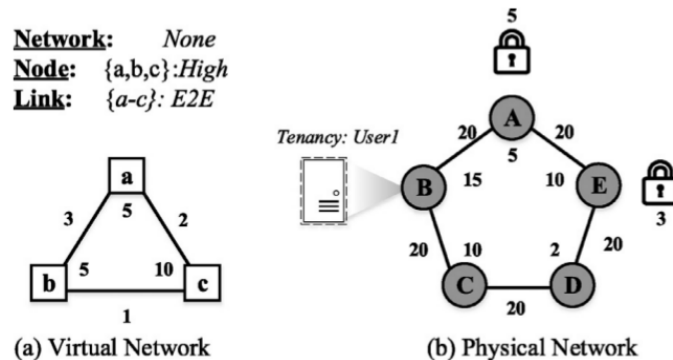 Network: None
Node: {a,b,c}:High
Link: {a-c}: E2E
a
3
5
2
b
5
10
c
1
(a) Virtual Network
5
Tenancy: User1
A
20
20
5
B
15
10
E
3
20
10
2
20
C
D
20
(b) Physical Network